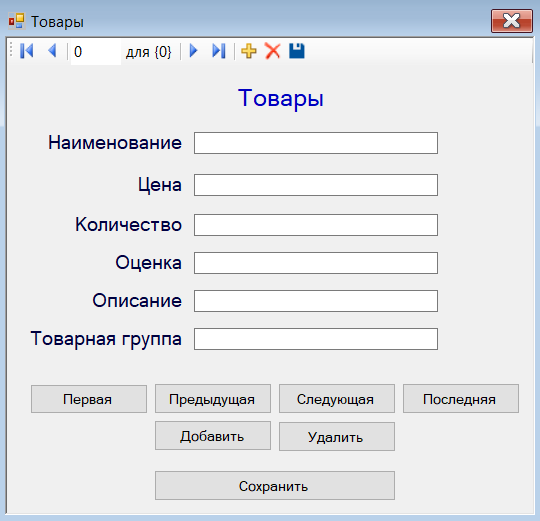 Товары
0 для {0}
Товары
Наименование
Цена
Количество
Оценка
Описание
Товарная группа
Первая Предыдущая Следующая Последняя
Добавить Удалить
Сохранить